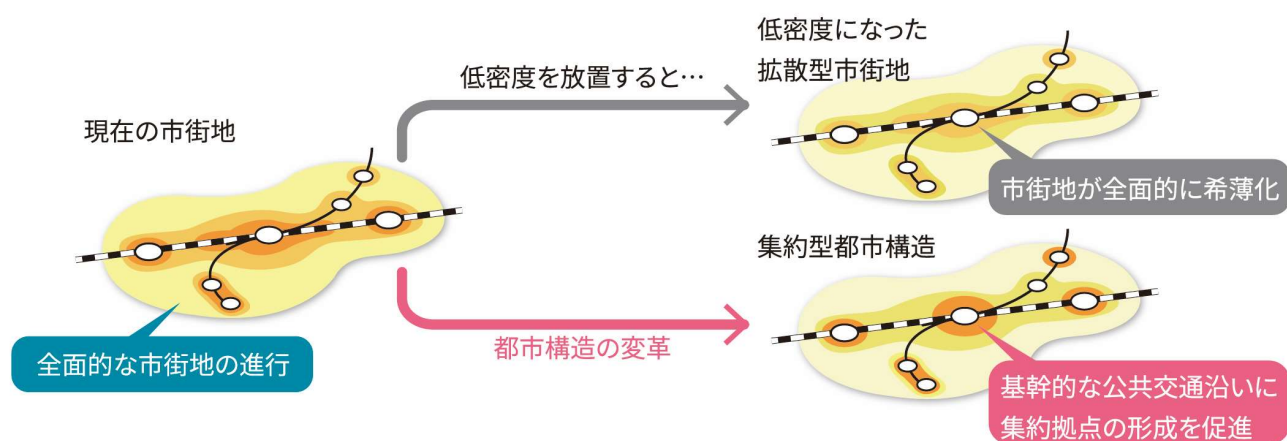 現在の市街地
全面的な市街地の進行
低密度を放置すると…
低密度になった
拡散型市街地
市街地が全面的に希薄化
都市構造の変革
集約型都市構造
基幹的な公共交通沿いに
集約拠点の形成を促進